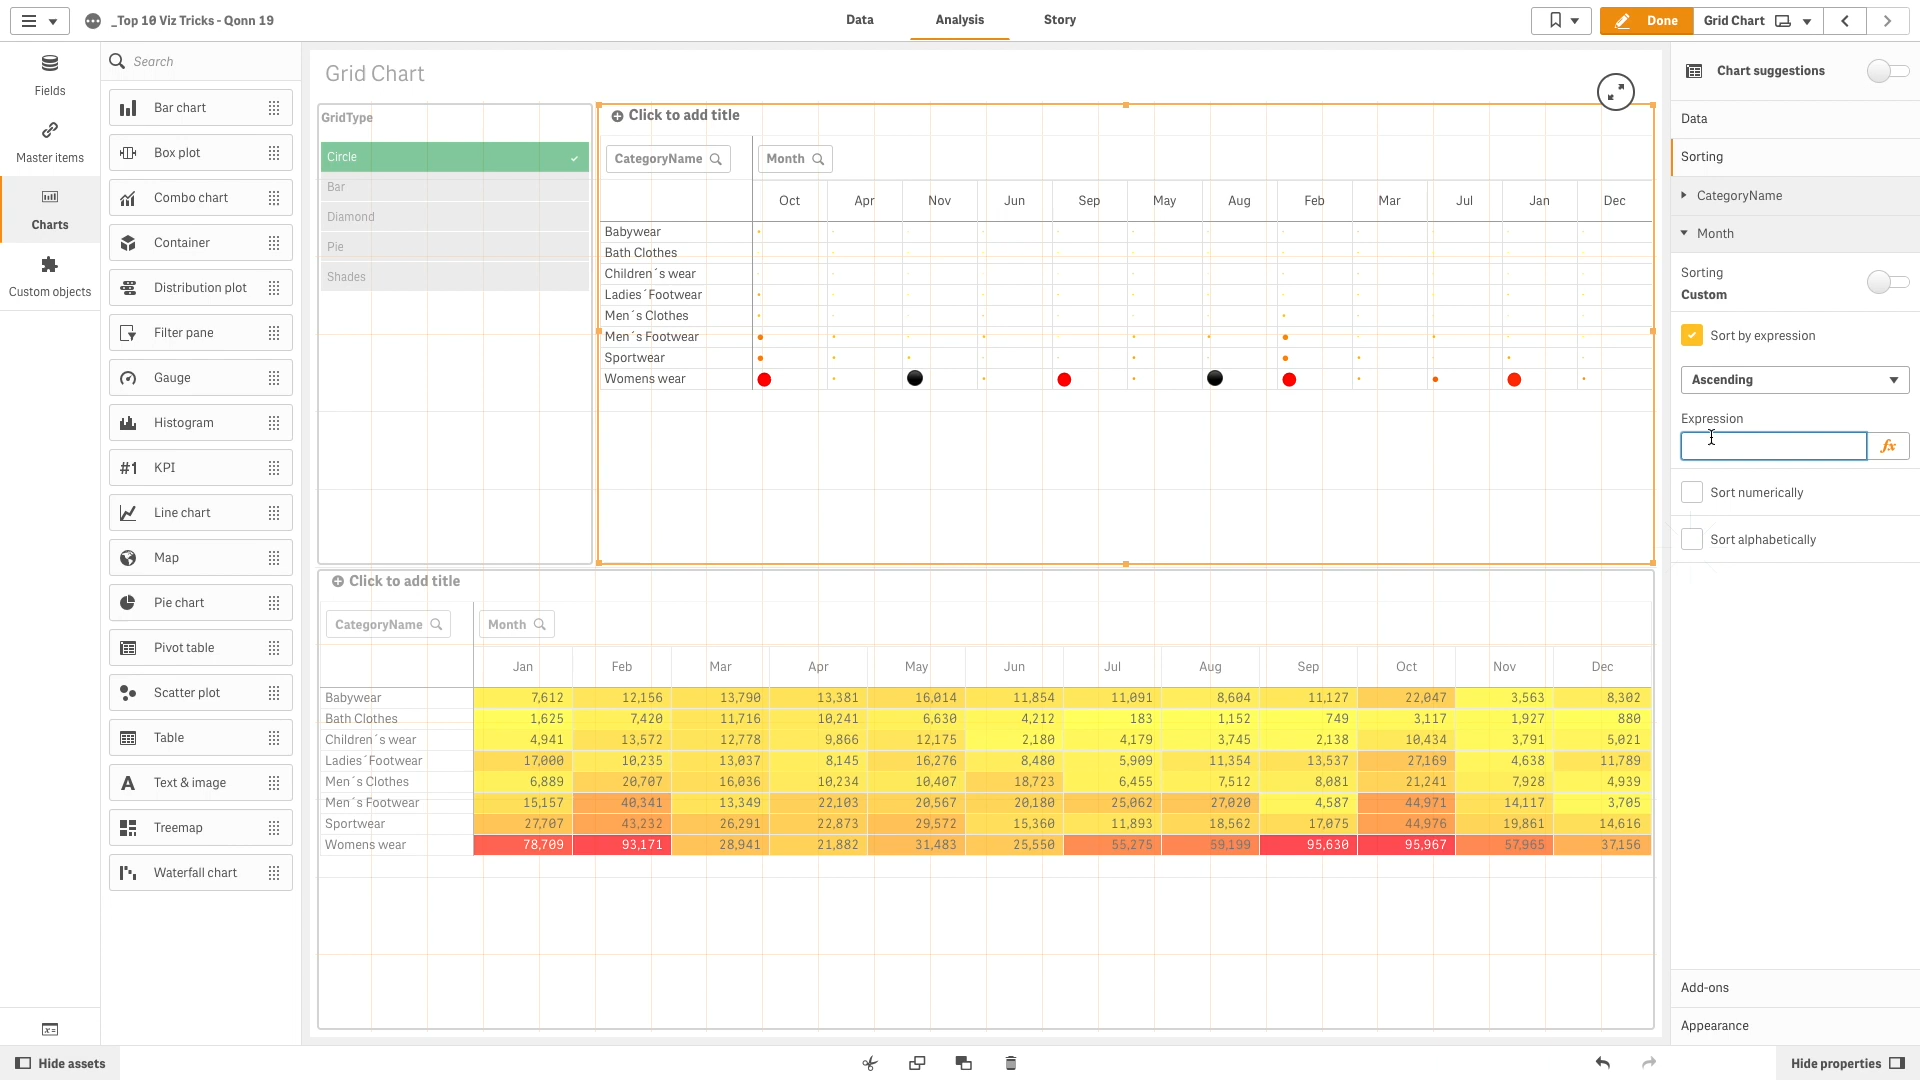 _Top 10 Viz Tricks - Qonn 19
Data
Analysis
Story
Done
Grid Chart
Fields
Master items
Charts
Custom objects
Search
Bar chart
Box plot
Combo chart
Container
Distribution plot
Filter pane
Gauge
Histogram
#1 KPI
Line chart
Map
Pie chart
Pivot table
Scatter plot
Table
A Text & image
Treemap
Waterfall chart
Grid Chart
GridType
Circle
Bar
Diamond
Pie
Shades
Click to add title
CategoryName
Month
Oct Apr Nov Jun Sep May Aug Feb Mar Jul Jan Dec
Babywear
Bath Clothes
Children´s wear
Ladies´Footwear
Men´s Clothes
Men´s Footwear
Sportwear
Womens wear
Click to add title
CategoryName
Month
Jan Feb Mar Apr May Jun Jul Aug Sep Oct Nov Dec
Babywear 7,612 12,156 13,790 13,381 16,014 11,854 11,091 8,604 11,127 22,047 3,563 8,302
Bath Clothes 1,625 7,420 11,716 10,241 6,630 4,212 183 1,152 749 3,117 1,927 880
Children´s wear 4,941 13,572 12,778 9,866 12,175 2,180 4,179 3,745 2,138 10,434 3,791 5,021
Ladies´Footwear 17,000 10,235 13,037 8,145 16,276 8,480 5,909 11,354 13,537 27,169 4,638 11,789
Men´s Clothes 6,889 20,707 16,036 10,234 10,407 18,723 6,455 7,512 8,081 21,241 7,928 4,939
Men´s Footwear 15,157 40,341 13,349 22,103 20,567 20,180 25,062 27,020 4,587 44,971 14,117 3,705
Sportwear 27,707 43,232 26,291 22,873 29,572 15,360 11,893 18,562 17,075 44,976 19,861 14,616
Womens wear 78,709 93,171 28,941 21,882 31,483 25,550 55,275 59,199 95,630 95,967 57,965 37,156
Chart suggestions
Data
Sorting
CategoryName
Month
Sorting
Custom
Sort by expression
Ascending
Expression
fx
Sort numerically
Sort alphabetically
Add-ons
Appearance
Hide assets
Hide properties